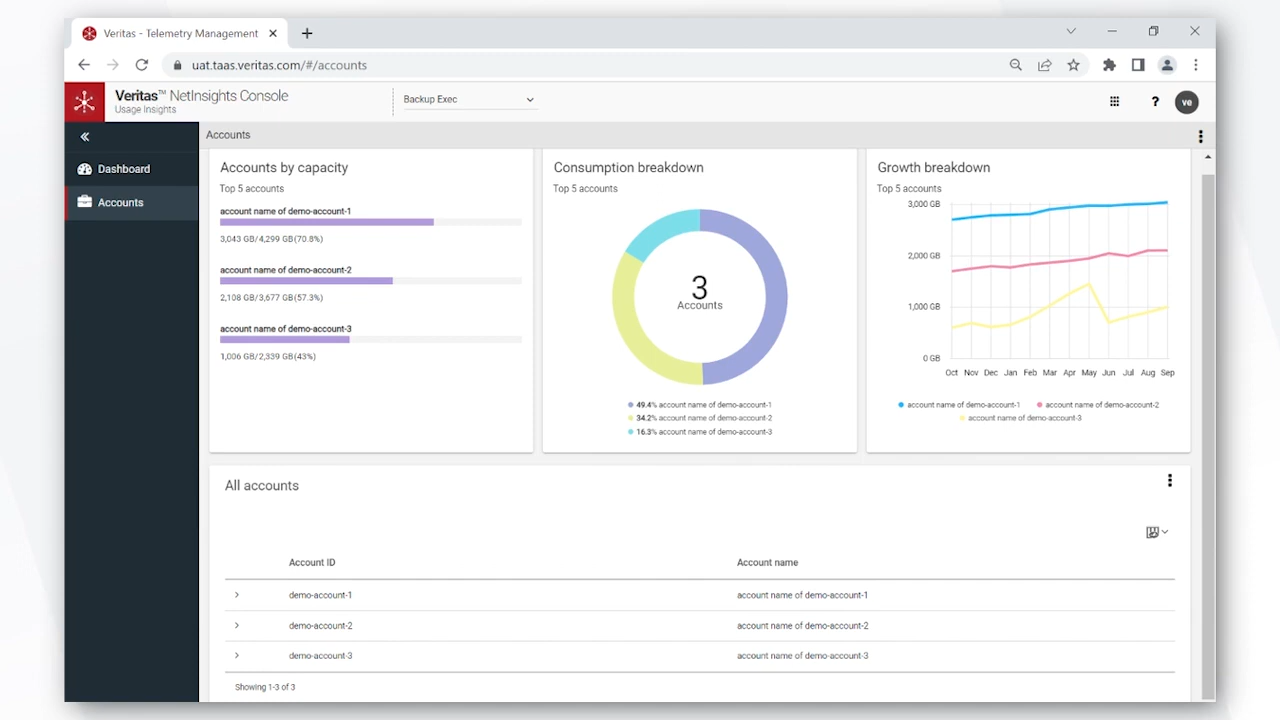 Veritas - Telemetry Management
uat.taas.veritas.com/#/accounts
Veritas™ NetInsights Console
Usage Insights
Backup Exec
?
ve
Dashboard
Accounts
Accounts
Accounts by capacity
Top 5 accounts
account name of demo-account-1
3,043 GB/4,299 GB(70.8%)
account name of demo-account-2
2,108 GB/3,677 GB(57.3%)
account name of demo-account-3
1,006 GB/2,339 GB(43%)
Consumption breakdown
Top 5 accounts
3
Accounts
49.4% account name of demo-account-1
34.2% account name of demo-account-2
16.3% account name of demo-account-3
Growth breakdown
Top 5 accounts
3,000 GB
2,000 GB
1,000 GB
0 GB
Oct Nov Dec Jan Feb Mar Apr May Jun Jul Aug Sep
account name of demo-account-1 account name of demo-account-2
account name of demo-account-3
All accounts
Account ID Account name
demo-account-1 account name of demo-account-1
demo-account-2 account name of demo-account-2
demo-account-3 account name of demo-account-3
Showing 1-3 of 3